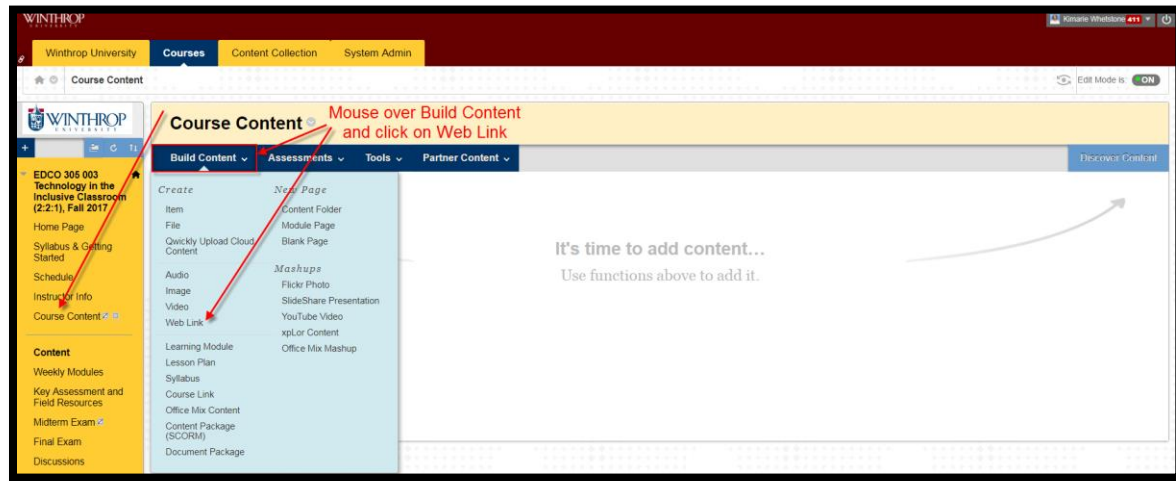 WINTHROP
UNIVERSITY
Kimarie Whetstone 411
Winthrop University
Courses
Content Collection
System Admin
Course Content
Edit Mode is: ON
WINTHROP
UNIVERSITY
Course Content
Mouse over Build Content
and click on Web Link
Build Content
Assessments
Tools
Partner Content
Discover Content
EDCO 305 003
Technology in the
Inclusive Classroom
(2:2:1), Fall 2017
Home Page
Syllabus & Getting
Started
Schedule
Instructor Info
Course Content
Content
Weekly Modules
Key Assessment and
Field Resources
Midterm Exam
Final Exam
Discussions
Create
Item
File
Qwickly Upload Cloud
Content
Audio
Image
Video
Web Link
Learning Module
Lesson Plan
Syllabus
Course Link
Office Mix Content
Content Package
(SCORM)
Document Package
New Page
Content Folder
Module Page
Blank Page
Mashups
Flickr Photo
SlideShare Presentation
YouTube Video
xpLor Content
Office Mix Mashup
It's time to add content...
Use functions above to add it.